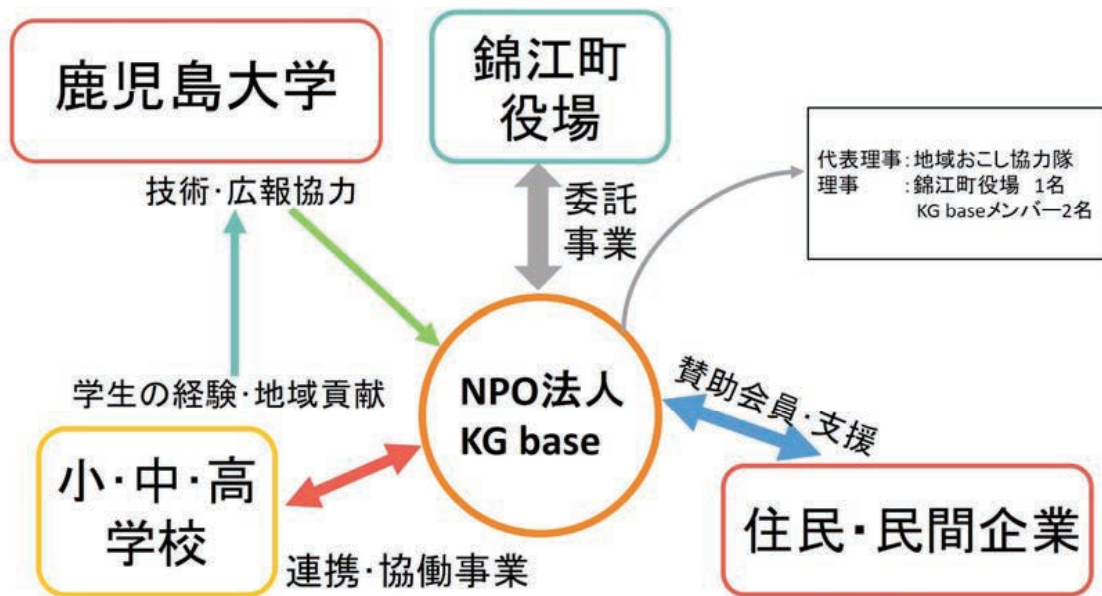 鹿児島大学
錦江町
役場
代表理事:地域おこし協力隊
理事　　:錦江町役場 1名
KG baseメンバー2名
技術・広報協力
委託
事業
学生の経験・地域貢献
NPO法人
KG base
賛助会員・支援
小・中・高
学校
連携・協働事業
住民・民間企業